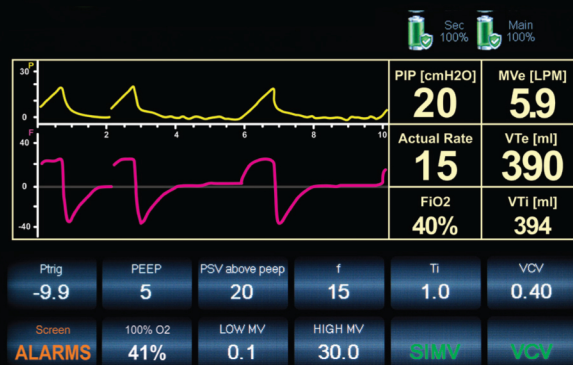 Sec
100%
Main
100%
P
30
0
0 2 4 6 8 10
F
40
0
-40
PIP [cmH2O]
20
MVe [LPM]
5.9
Actual Rate
15
VTe [ml]
390
FiO2
40%
VTi [ml]
394
Ptrig
-9.9
PEEP
5
PSV above peep
20
f
15
Ti
1.0
VCV
0.40
Screen
ALARMS
100% O2
41%
LOW MV
0.1
HIGH MV
30.0
SIMV
VCV